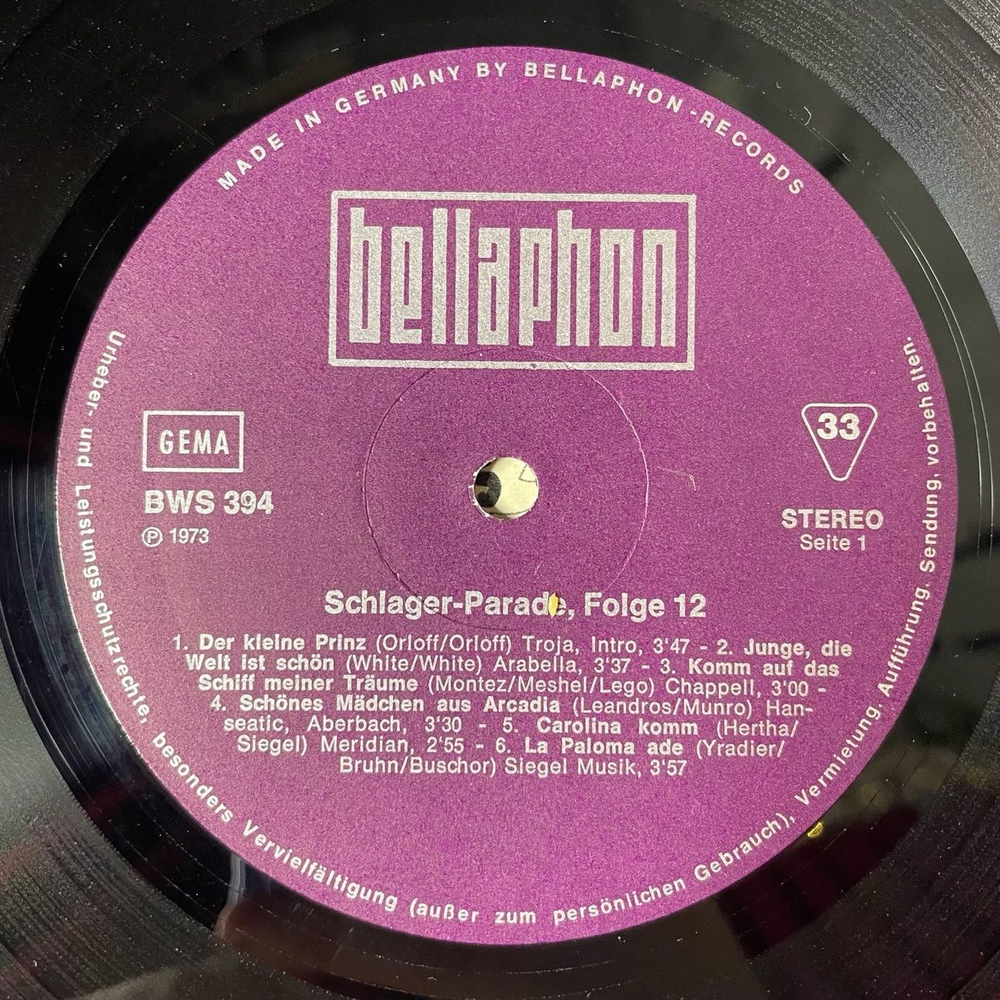 MADE IN GERMANY BY BELLAPHON-RECORDS
bellaphon
GEMA
BWS 394
℗ 1973
33
STEREO
Seite 1
Schlager-Parade, Folge 12
1. Der kleine Prinz (Orloff/Orloff) Troja, Intro, 3'47 - 2. Junge, die
Welt ist schön (White/White) Arabella, 3'37 - 3. Komm auf das
Schiff meiner Träume (Montez/Meshel/Lego) Chappell, 3'00 -
4. Schönes Mädchen aus Arcadia (Leandros/Munro) Han-
seatic, Aberbach, 3'30 - 5. Carolina komm (Hertha/
Siegel) Meridian, 2'55 - 6. La Paloma ade (Yradier/
Bruhn/Buschor) Siegel Musik, 3'57
Urheber- und Leistungsschutzrechte, besonders Vervielfältigung (außer zum persönlichen Gebrauch), Vermietung. Aufführung. Sendung, vorbehalten.